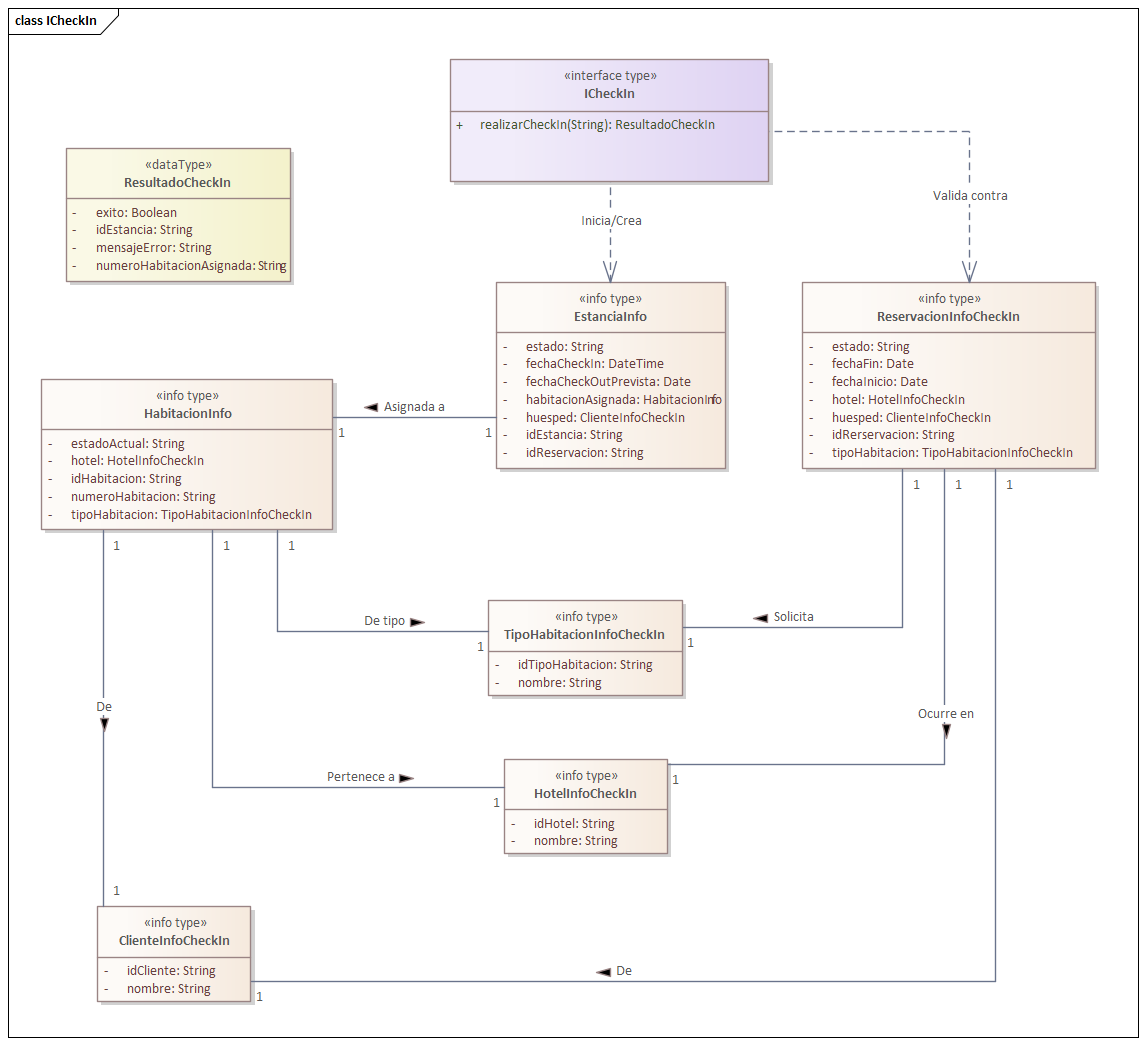 class ICheckIn
«interface type»
ICheckIn
+ realizarCheckIn(String): ResultadoCheckIn
«dataType»
ResultadoCheckIn
- exito: Boolean
- idEstancia: String
- mensajeError: String
- numeroHabitacionAsignada: String
Inicia/Crea
Valida contra
«info type»
EstanciaInfo
- estado: String
- fechaCheckIn: DateTime
- fechaCheckOutPrevista: Date
- habitacionAsignada: HabitacionInfo
- huesped: ClienteInfoCheckIn
- idEstancia: String
- idReservacion: String
«info type»
ReservacionInfoCheckIn
- estado: String
- fechaFin: Date
- fechaInicio: Date
- hotel: HotelInfoCheckIn
- huesped: ClienteInfoCheckIn
- idRerservacion: String
- tipoHabitacion: TipoHabitacionInfoCheckIn
«info type»
HabitacionInfo
- estadoActual: String
- hotel: HotelInfoCheckIn
- idHabitacion: String
- numeroHabitacion: String
- tipoHabitacion: TipoHabitacionInfoCheckIn
Asignada a
1
1
1
1
1
1
1
1
De tipo
1
«info type»
TipoHabitacionInfoCheckIn
- idTipoHabitacion: String
- nombre: String
Solicita
1
De
Ocurre en
Pertenece a
1
«info type»
HotelInfoCheckIn
- idHotel: String
- nombre: String
1
1
«info type»
ClienteInfoCheckIn
- idCliente: String
- nombre: String
De
1